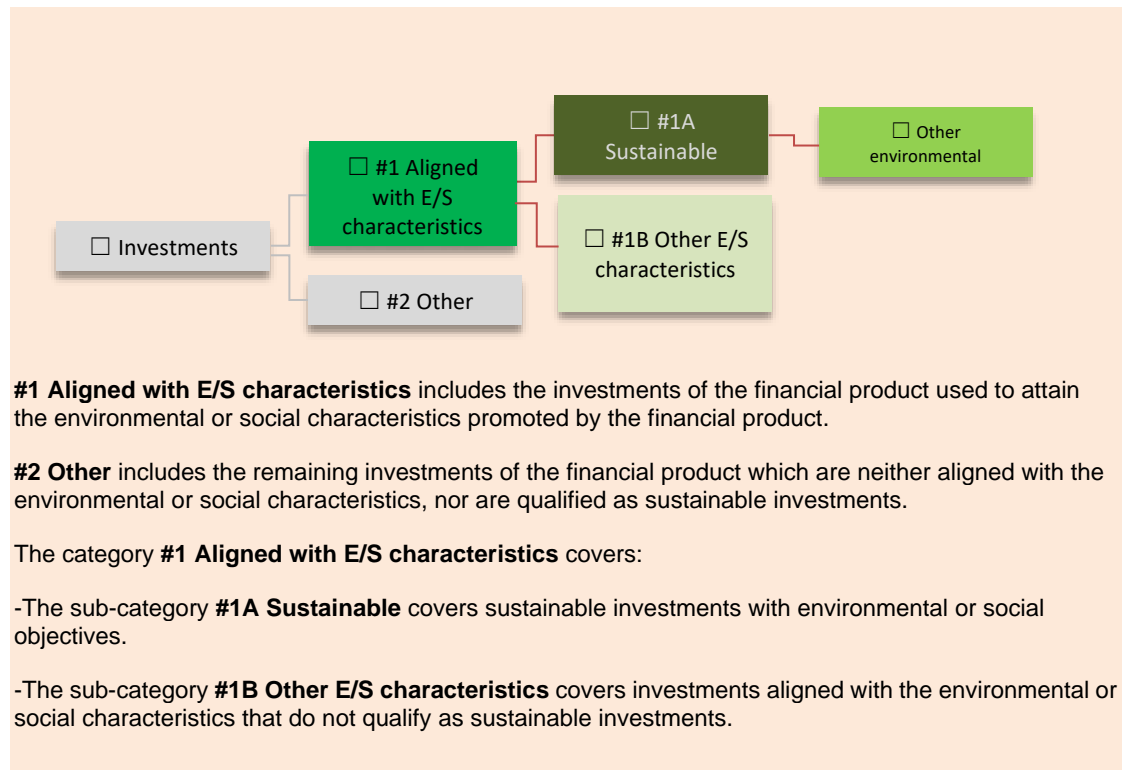 ☐ #1A
Sustainable
☐ Other
environmental
☐ #1 Aligned
with E/S
characteristics
☐ Investments
☐ #1B Other E/S
characteristics
☐ #2 Other
#1 Aligned with E/S characteristics includes the investments of the financial product used to attain
the environmental or social characteristics promoted by the financial product.
#2 Other includes the remaining investments of the financial product which are neither aligned with the
environmental or social characteristics, nor are qualified as sustainable investments.
The category #1 Aligned with E/S characteristics covers:
-The sub-category #1A Sustainable covers sustainable investments with environmental or social
objectives.
-The sub-category #1B Other E/S characteristics covers investments aligned with the environmental or
social characteristics that do not qualify as sustainable investments.